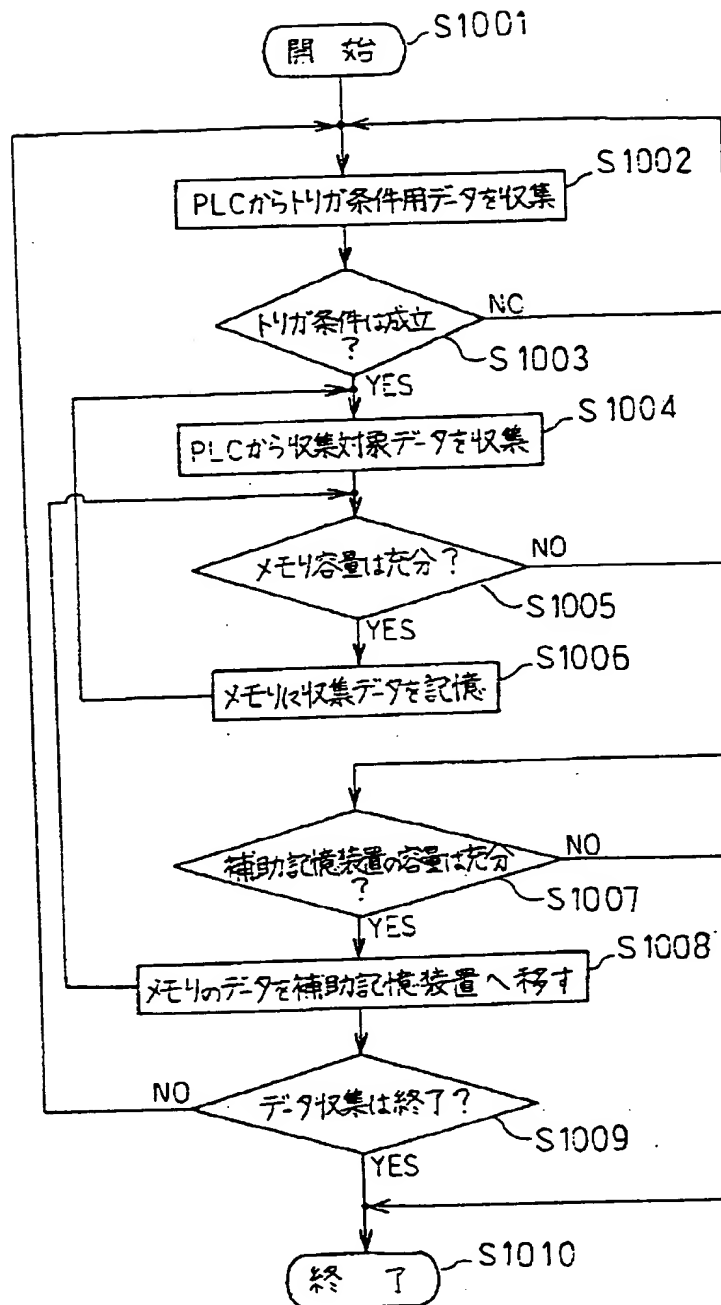 S1001
開 始
S1002
PLCからトリガ条件用データを収集
トリガ条件は成立
?
NO
S1003
YES
S1004
PLCから収集対象データを収集
メモリ容量は充分?
NO
S1005
YES
S1006
メモリに収集データを記憶
補助記憶装置の容量は充分
?
NO
S1007
YES
S1008
メモリのデータを補助記憶装置へ移す
NO
データ収集は終了?
S1009
YES
S1010
終 了